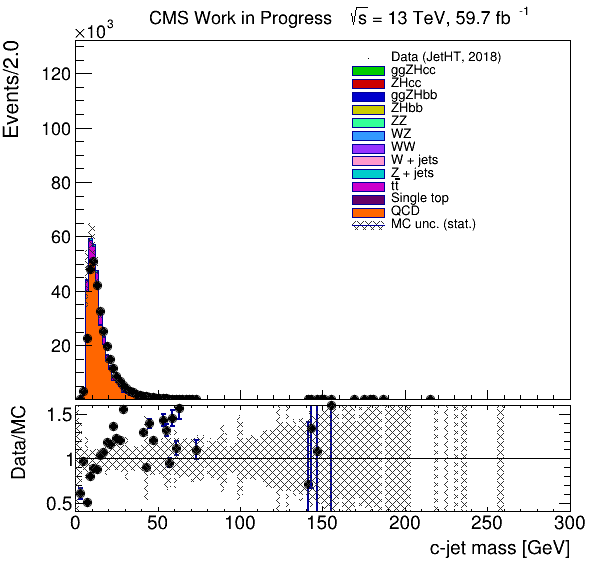 CMS Work in Progress √s = 13 TeV, 59.7 fb⁻¹
×10³
Events/2.0
120
100
80
60
40
20
Data (JetHT, 2018)
ggZHcc
ZHcc
ggZHbb
ZHbb
ZZ
WZ
WW
W + jets
Z + jets
tt̅
Single top
QCD
MC unc. (stat.)
Data/MC
1.5
1
0.5
0 50 100 150 200 250 300
c-jet mass [GeV]